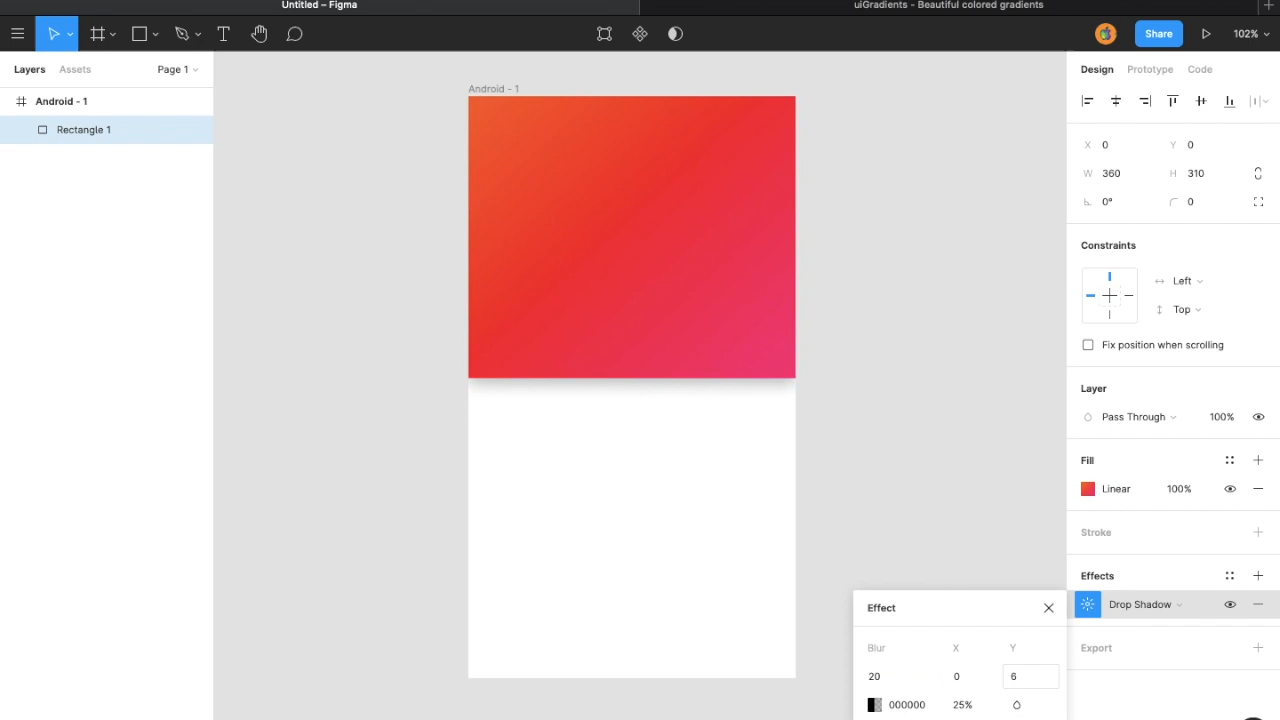 Untitled – Figma
uiGradients - Beautiful colored gradients
Share
102%
Layers
Assets
Page 1
Design
Prototype
Code
Android - 1
Rectangle 1
Android - 1
X 0
Y 0
W 360
H 310
0°
0
Constraints
Left
Top
Fix position when scrolling
Layer
Pass Through
100%
Fill
Linear
100%
Stroke
Effects
Drop Shadow
Export
Effect
Blur
X
Y
20
0
6
000000
25%